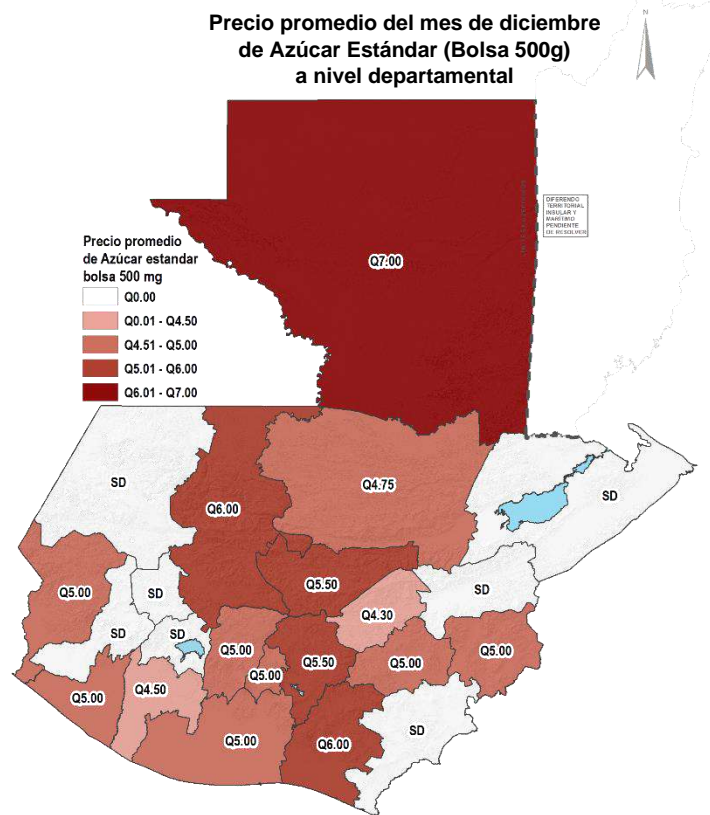 Precio promedio del mes de diciembre
de Azúcar Estándar (Bolsa 500g)
a nivel departamental
N
DIFERENDO
TERRITORIAL
INSULAR Y
MARÍTIMO
PENDIENTE
DE RESOLVER
Q7.00
Precio promedio
de Azúcar estandar
bolsa 500 mg
Q0.00
Q0.01 - Q4.50
Q4.51 - Q5.00
Q5.01 - Q6.00
Q6.01 - Q7.00
SD
Q4.75
SD
Q6.00
Q5.50
Q5.00
SD
SD
Q4.30
SD
SD
Q5.00
Q5.50
Q5.00
Q5.00
Q5.00
Q5.00
Q4.50
SD
Q5.00
Q6.00